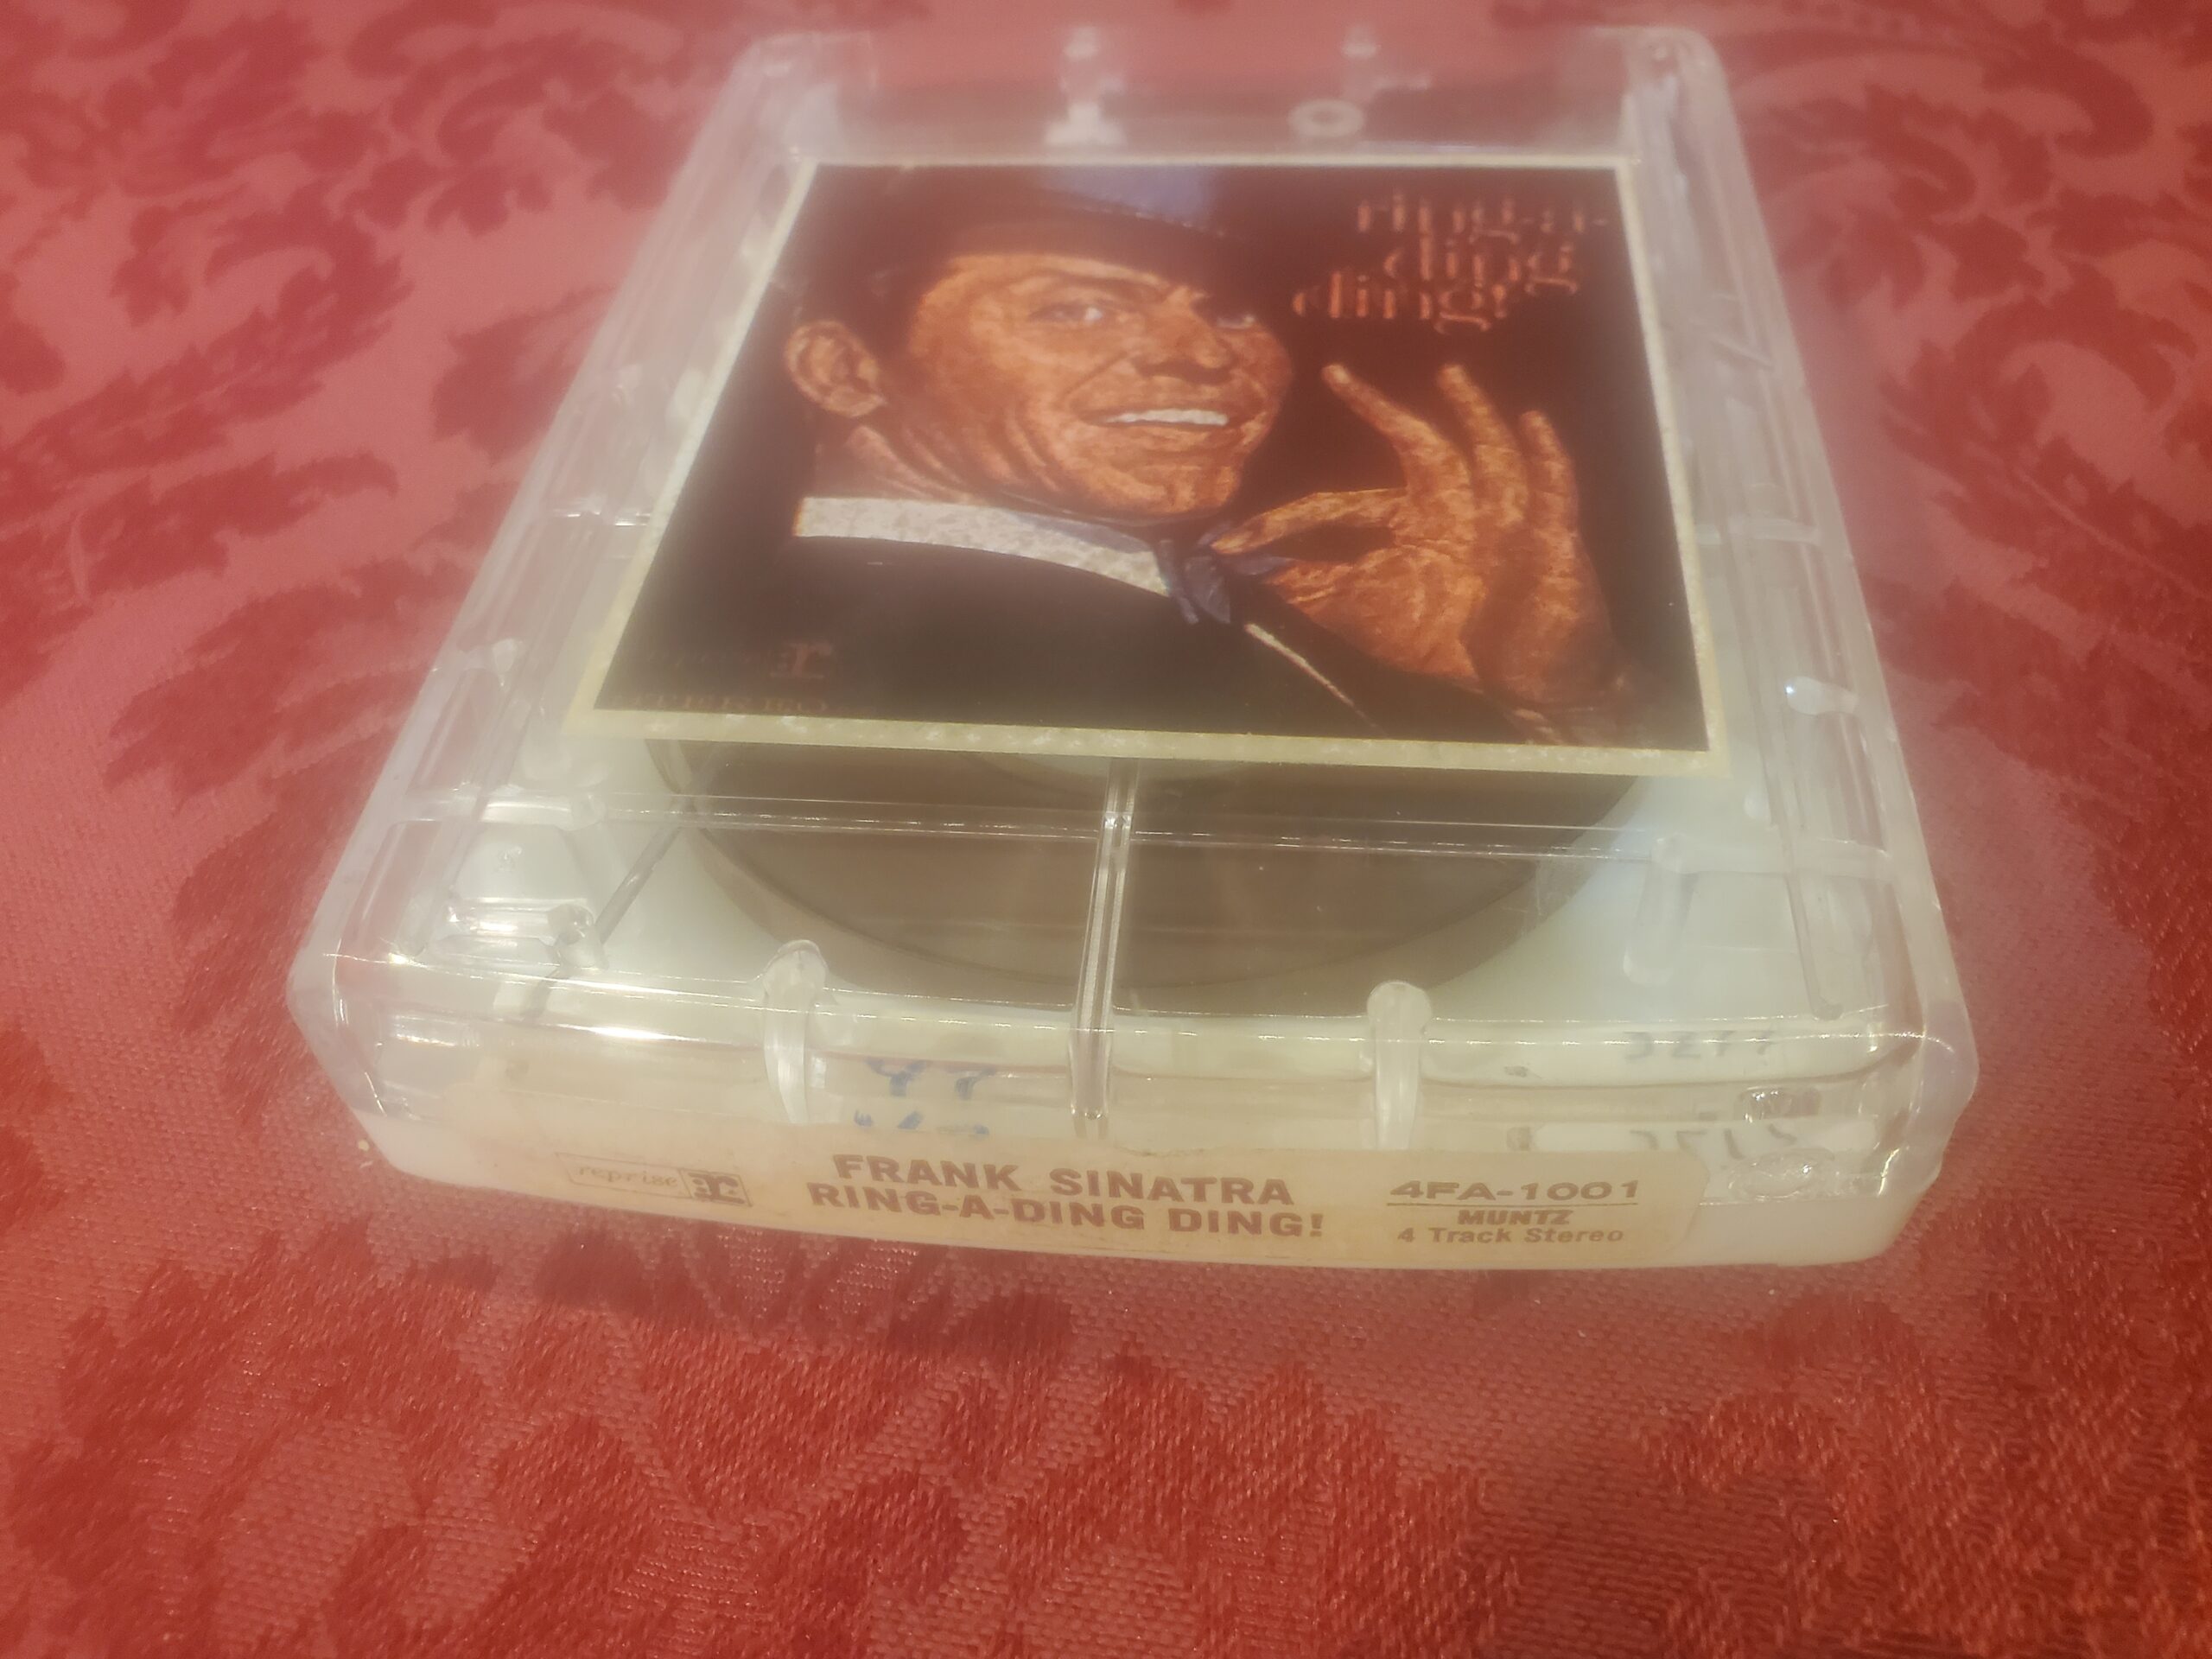 ring-a-
ding
ding!
reprise r:
FRANK SINATRA
RING-A-DING DING!
4FA-1001
MUNTZ
4 Track Stereo